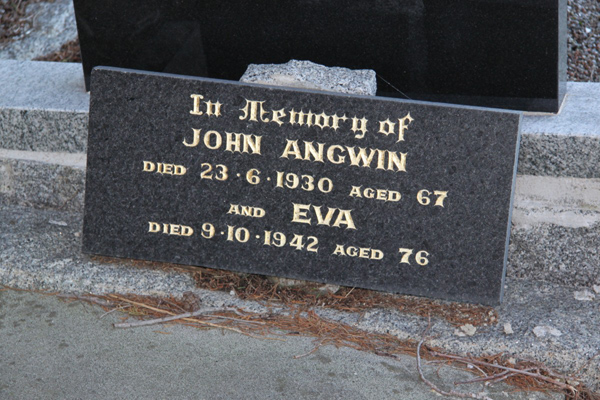 In Memory of
JOHN ANGWIN
DIED 23·6·1930 AGED 67
AND EVA
DIED 9·10·1942 AGED 76